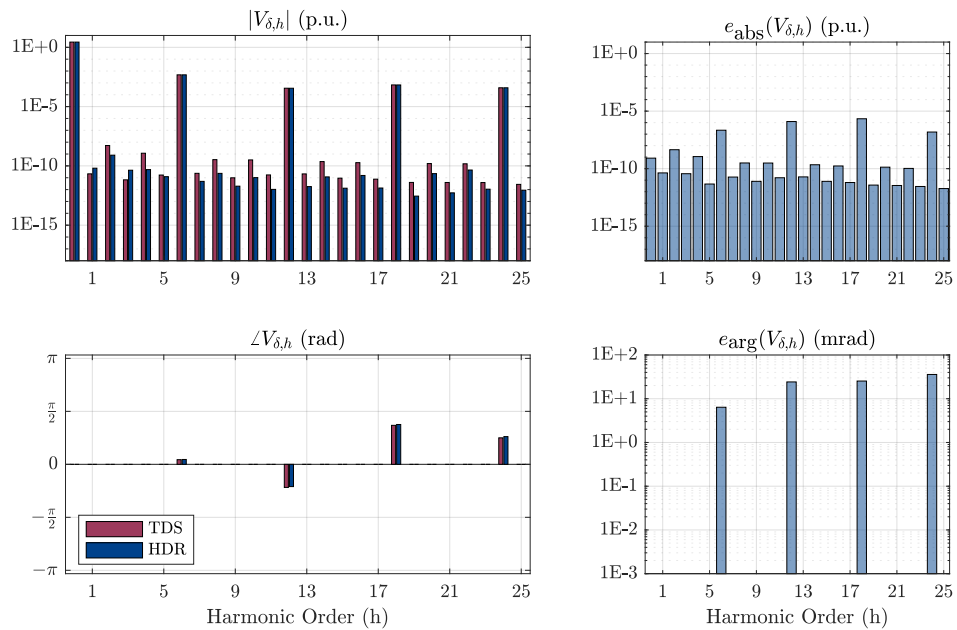 |V_{δ,h}| (p.u.)
1E+0
1E-5
1E-10
1E-15
1 5 9 13 17 21 25
e_abs(V_{δ,h}) (p.u.)
1E+0
1E-5
1E-10
1E-15
1 5 9 13 17 21 25
∠V_{δ,h} (rad)
π
π/2
0
−π/2
−π
TDS
HDR
1 5 9 13 17 21 25
Harmonic Order (h)
e_arg(V_{δ,h}) (mrad)
1E+2
1E+1
1E+0
1E-1
1E-2
1E-3
1 5 9 13 17 21 25
Harmonic Order (h)